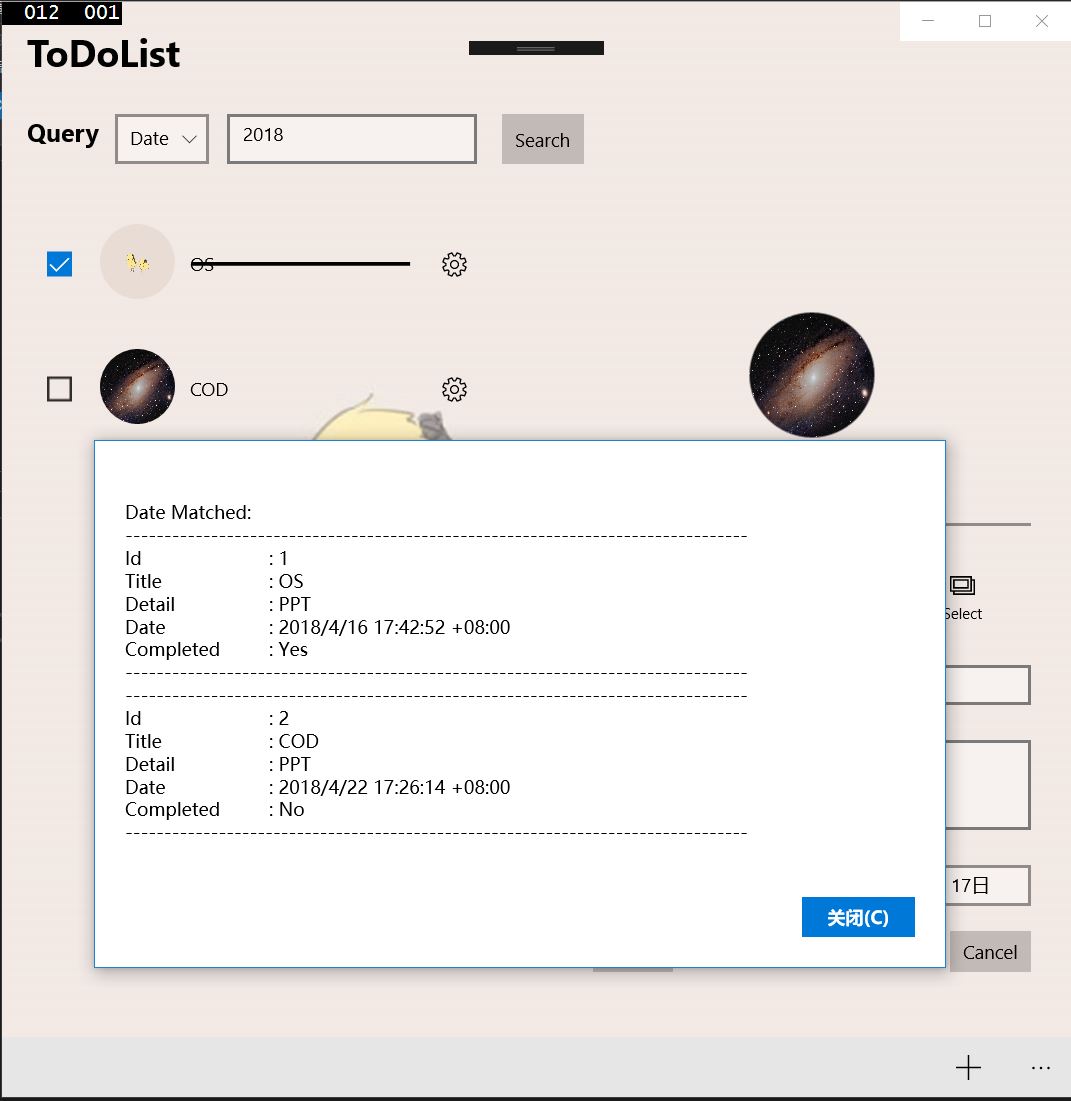 012 001
ToDoList
Query Date 2018 Search
OS
COD
Date Matched:
--------------------------------------------------------------------------------
Id : 1
Title : OS
Detail : PPT
Date : 2018/4/16 17:42:52 +08:00
Completed : Yes
--------------------------------------------------------------------------------
--------------------------------------------------------------------------------
Id : 2
Title : COD
Detail : PPT
Date : 2018/4/22 17:26:14 +08:00
Completed : No
--------------------------------------------------------------------------------
Select
17日
关闭(C)
Cancel